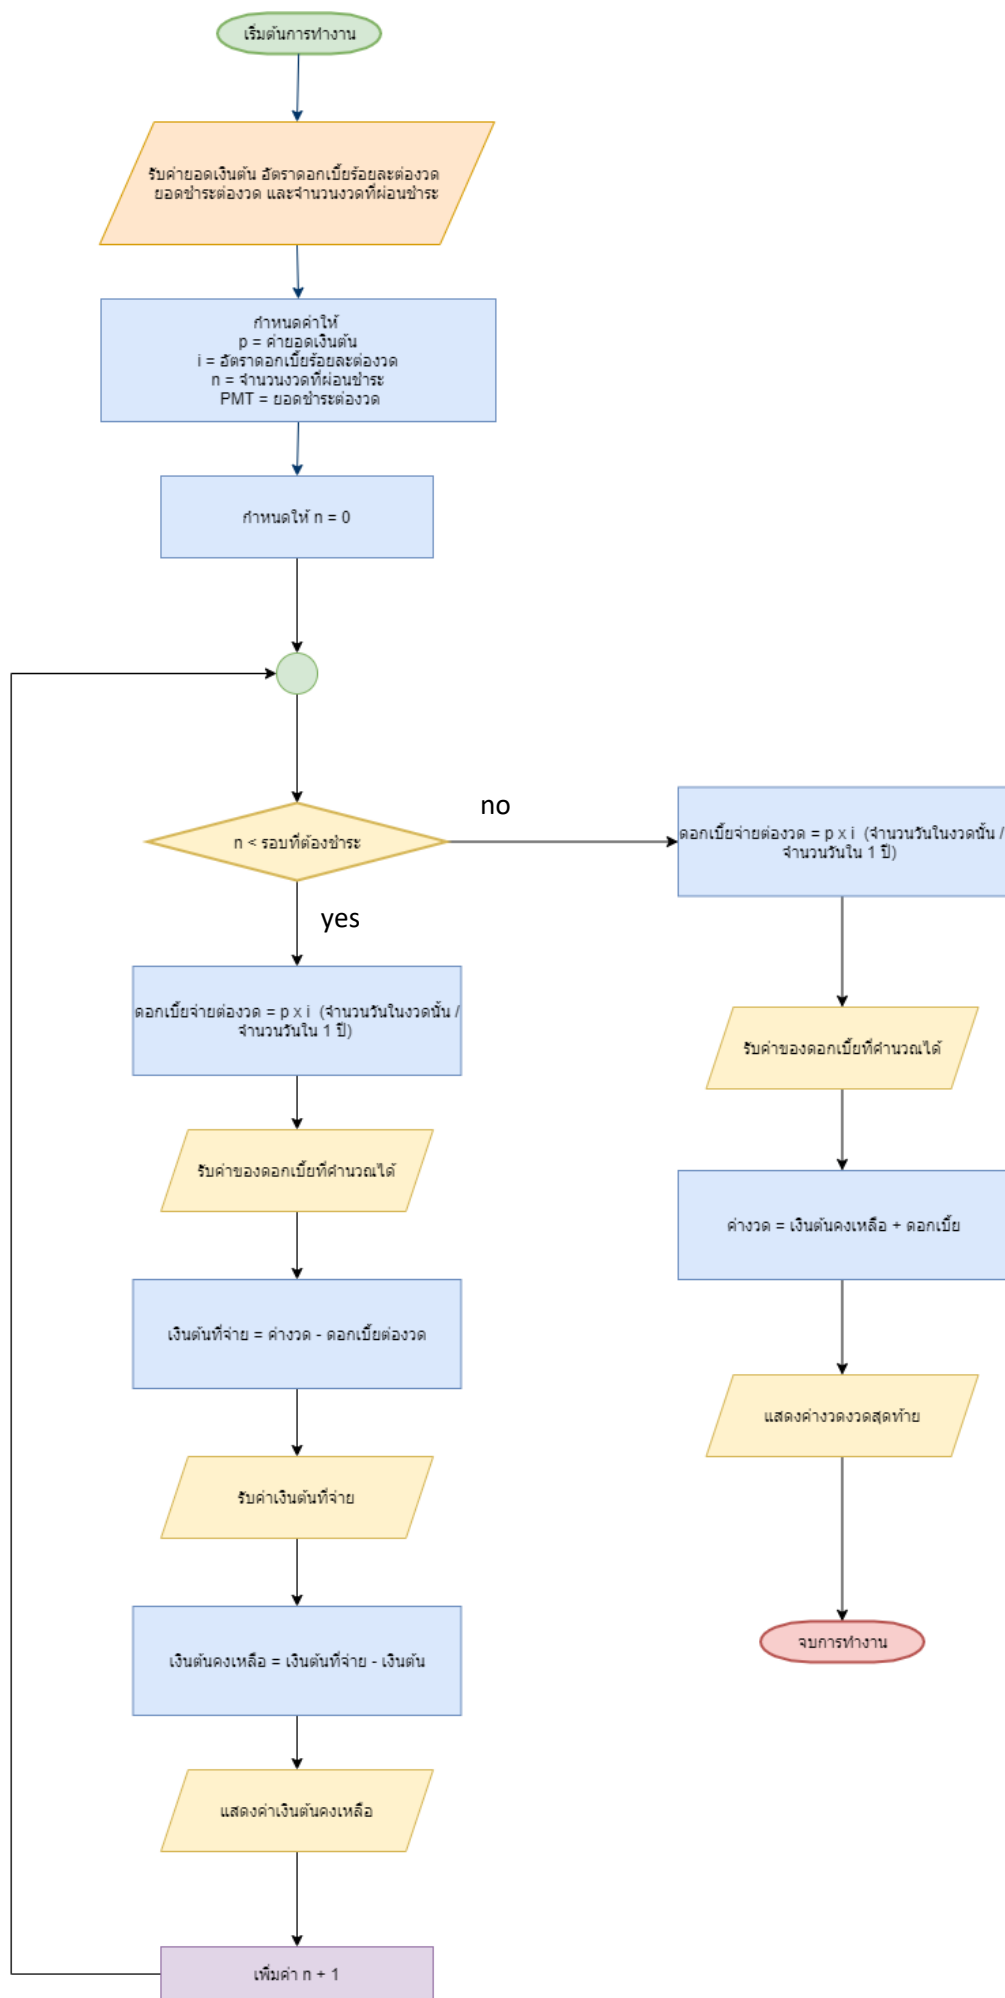 เริ่มต้นการทำงาน
รับค่ายอดเงินต้น อัตราดอกเบี้ยร้อยละต่องวด
ยอดชำระต่องวด และจำนวนงวดที่ผ่อนชำระ
กำหนดค่าให้
p = ค่ายอดเงินต้น
i = อัตราดอกเบี้ยร้อยละต่องวด
n = จำนวนงวดที่ผ่อนชำระ
PMT = ยอดชำระต่องวด
กำหนดให้ n = 0
n < รอบที่ต้องชำระ
yes
ดอกเบี้ยจ่ายต่องวด = p x i (จำนวนวันในงวดนั้น /
จำนวนวันใน 1 ปี)
รับค่าของดอกเบี้ยที่คำนวณได้
เงินต้นที่จ่าย = ค่างวด - ดอกเบี้ยต่องวด
รับค่าเงินต้นที่จ่าย
เงินต้นคงเหลือ = เงินต้นที่จ่าย - เงินต้น
แสดงค่าเงินต้นคงเหลือ
เพิ่มค่า n + 1
no
ดอกเบี้ยจ่ายต่องวด = p x i (จำนวนวันในงวดนั้น /
จำนวนวันใน 1 ปี)
รับค่าของดอกเบี้ยที่คำนวณได้
ค่างวด = เงินต้นคงเหลือ + ดอกเบี้ย
แสดงค่างวดงวดสุดท้าย
จบการทำงาน